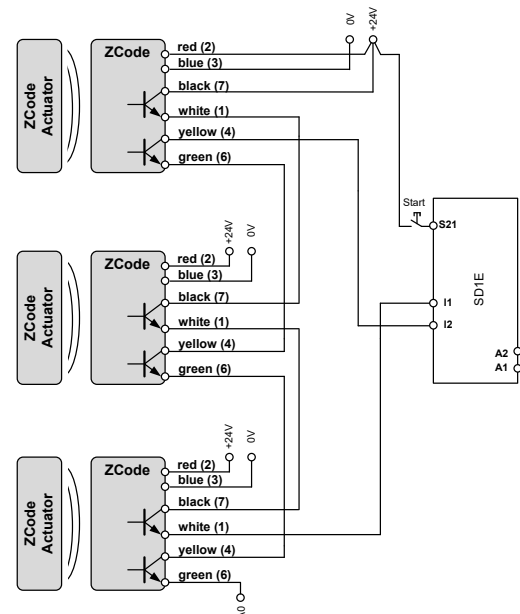 0V
+24V
ZCode
Actuator
ZCode
red (2)
blue (3)
black (7)
white (1)
yellow (4)
green (6)
Start
S21
SD1E
I1
I2
A2
A1
ZCode
Actuator
ZCode
+24V
0V
red (2)
blue (3)
black (7)
white (1)
yellow (4)
green (6)
ZCode
Actuator
ZCode
+24V
0V
red (2)
blue (3)
black (7)
white (1)
yellow (4)
green (6)
0V